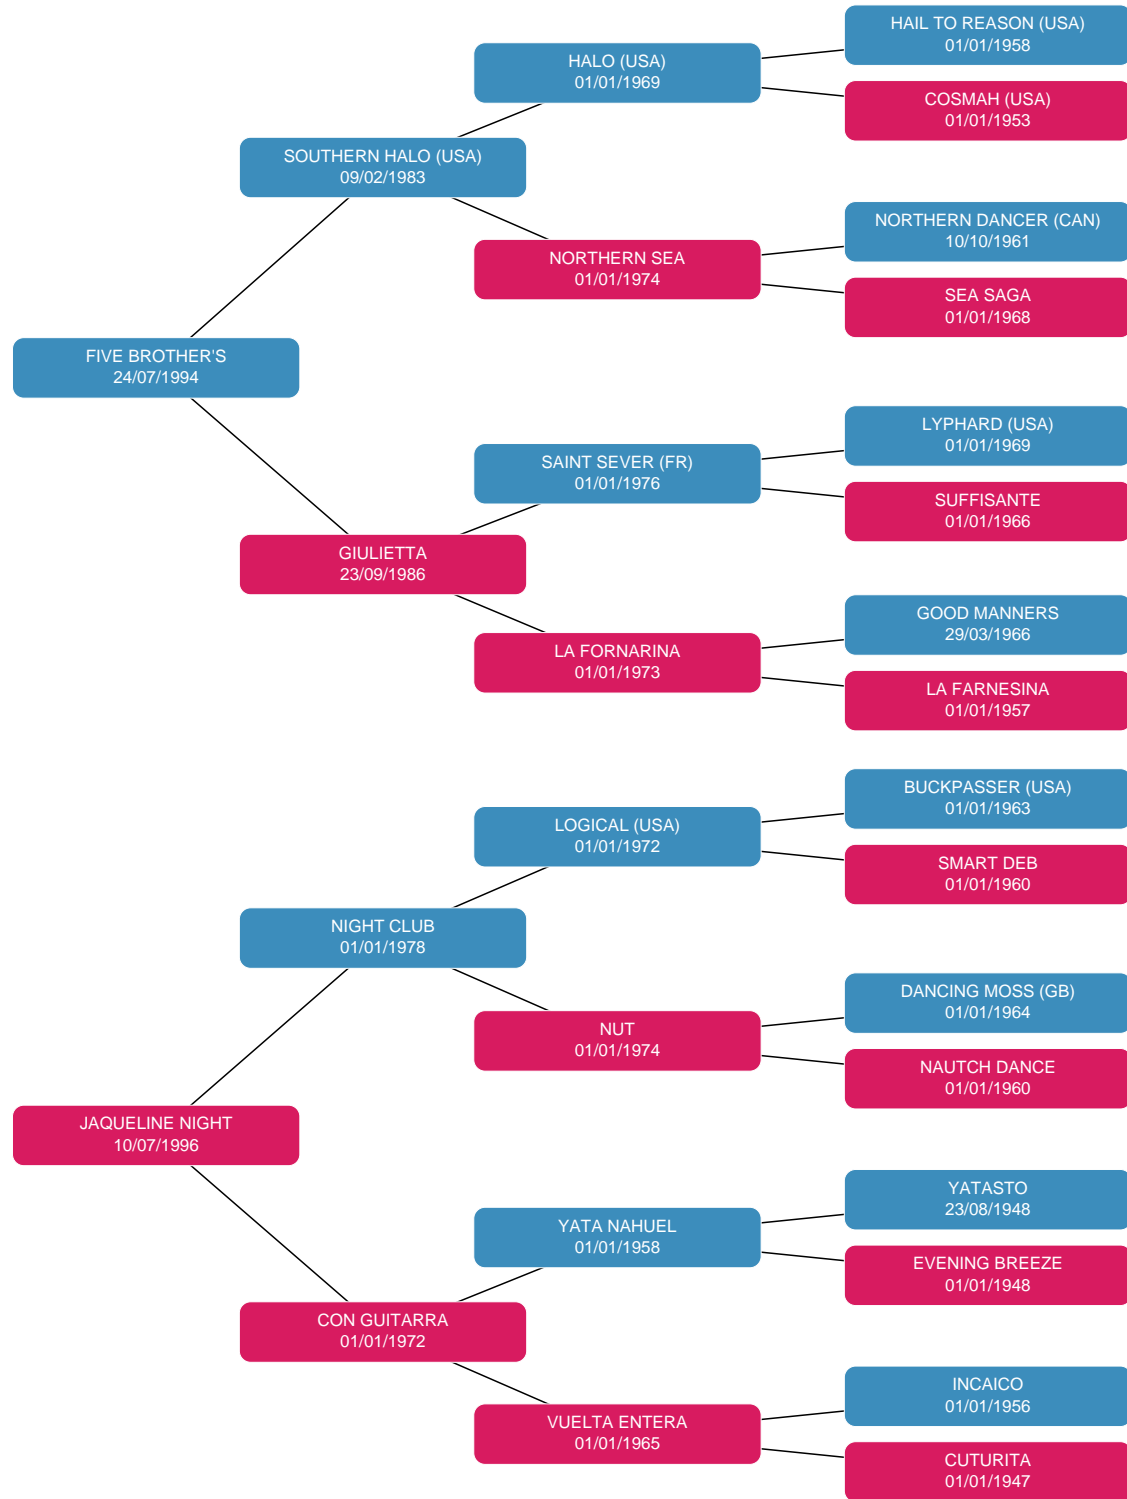 HAIL TO REASON (USA)
01/01/1958
HALO (USA)
01/01/1969
COSMAH (USA)
01/01/1953
SOUTHERN HALO (USA)
09/02/1983
NORTHERN DANCER (CAN)
10/10/1961
NORTHERN SEA
01/01/1974
SEA SAGA
01/01/1968
FIVE BROTHER'S
24/07/1994
LYPHARD (USA)
01/01/1969
SAINT SEVER (FR)
01/01/1976
SUFFISANTE
01/01/1966
GIULIETTA
23/09/1986
GOOD MANNERS
29/03/1966
LA FORNARINA
01/01/1973
LA FARNESINA
01/01/1957
BUCKPASSER (USA)
01/01/1963
LOGICAL (USA)
01/01/1972
SMART DEB
01/01/1960
NIGHT CLUB
01/01/1978
DANCING MOSS (GB)
01/01/1964
NUT
01/01/1974
NAUTCH DANCE
01/01/1960
JAQUELINE NIGHT
10/07/1996
YATASTO
23/08/1948
YATA NAHUEL
01/01/1958
EVENING BREEZE
01/01/1948
CON GUITARRA
01/01/1972
INCAICO
01/01/1956
VUELTA ENTERA
01/01/1965
CUTURITA
01/01/1947